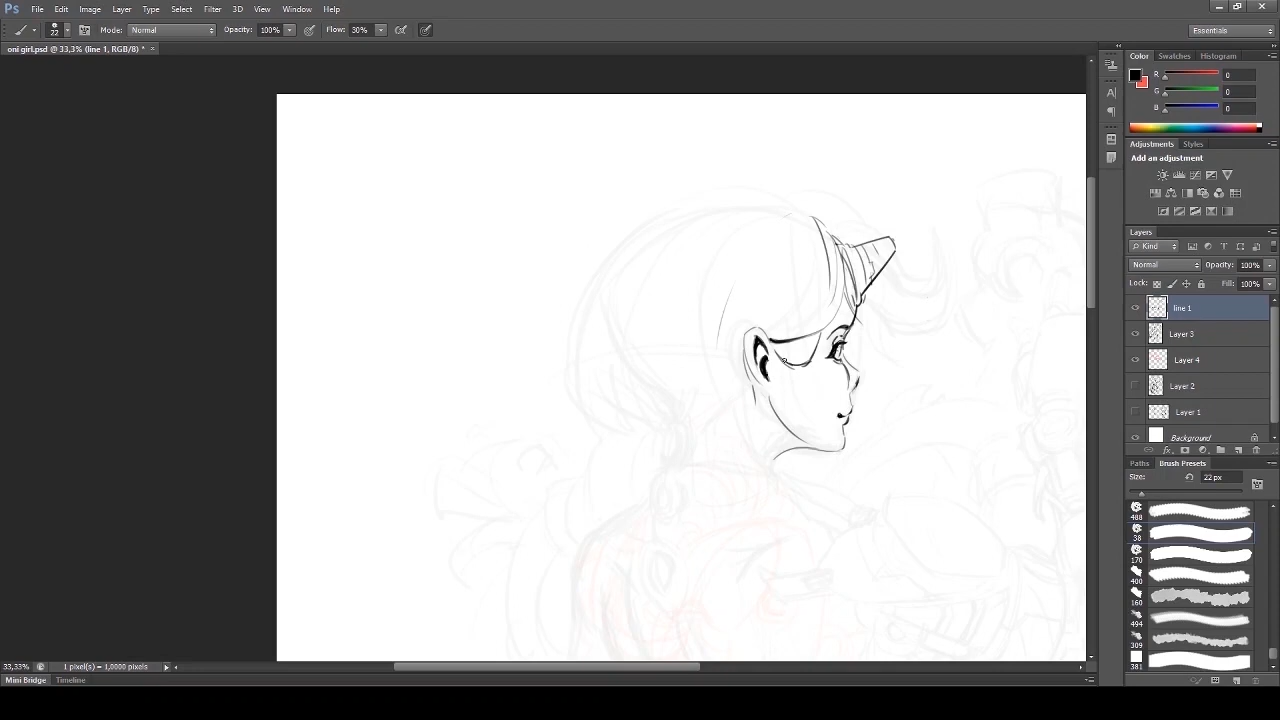 Ps File Edit Image Layer Type Select Filter 3D View Window Help
22 Mode: Normal Opacity: 100% Flow: 30% Essentials
oni girl.psd @ 33,3% (line 1, RGB/8) * ×
Color Swatches Histogram
R 0
G 0
B 0
Adjustments Styles
Add an adjustment
Layers
Kind
Normal Opacity: 100%
Lock: Fill: 100%
line 1
Layer 3
Layer 4
Layer 2
Layer 1
Background
Paths Brush Presets
Size: 22 px
488
38
170
400
160
494
309
381
33,33% 1 pixel(s) = 1,0000 pixels
Mini Bridge Timeline